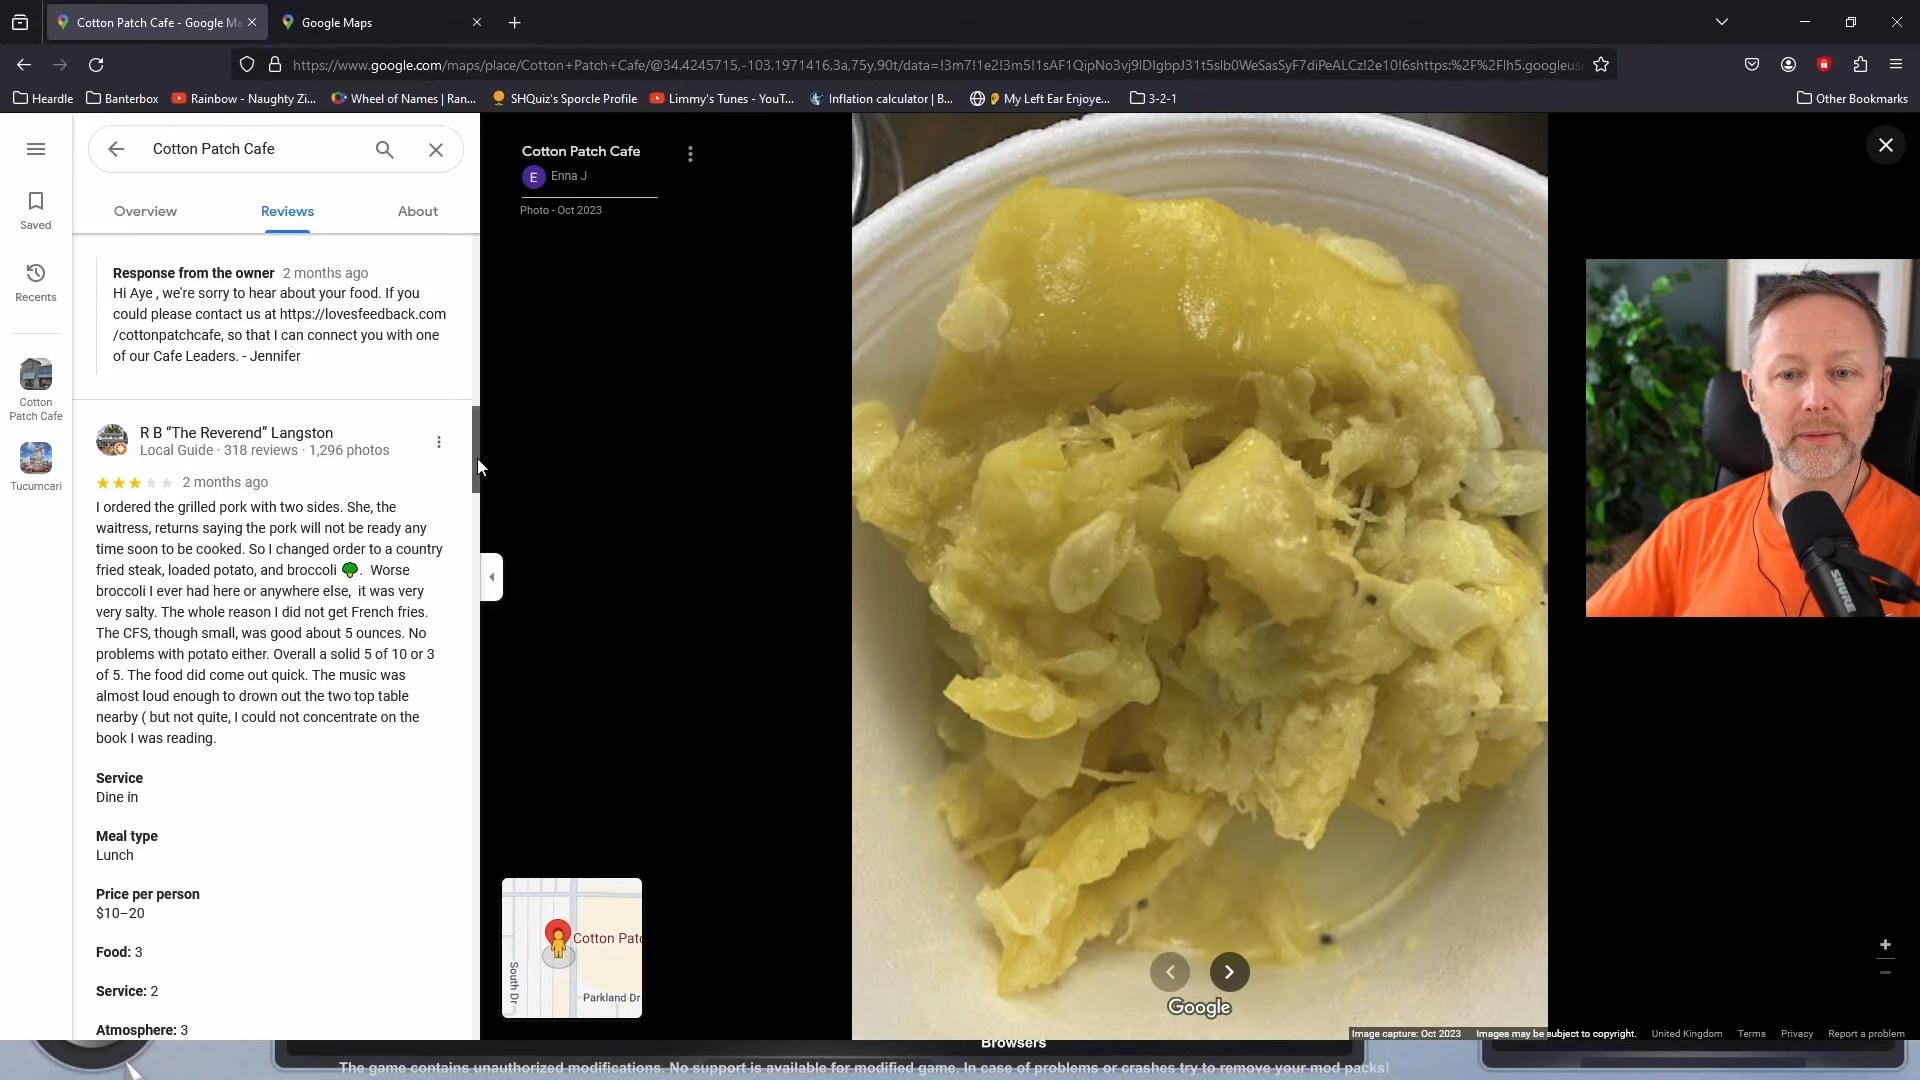 Cotton Patch Cafe - Google Ma
Google Maps
https://www.google.com/maps/place/Cotton+Patch+Cafe/@34.4245715,-103.1971416,3a,75y,90t/data=!3m7!1e2!3m5!1sAF1QipNo3vj9IDIgbpJ31t5slb0WeSasSyF7diPeALCz!2e10!6shttps:%2F%2Flh5.googleus
Heardle
Banterbox
Rainbow - Naughty Zi...
Wheel of Names | Ran...
SHQuiz's Sporcle Profile
Limmy's Tunes - YouT...
Inflation calculator | B...
My Left Ear Enjoye...
3-2-1
Other Bookmarks
Saved
Recents
Cotton
Patch Cafe
Tucumcari
Cotton Patch Cafe
Overview
Reviews
About
Response from the owner 2 months ago
Hi Aye , we're sorry to hear about your food. If you
could please contact us at https://lovesfeedback.com
/cottonpatchcafe, so that I can connect you with one
of our Cafe Leaders. - Jennifer
R B “The Reverend” Langston
Local Guide · 318 reviews · 1,296 photos
2 months ago
I ordered the grilled pork with two sides. She, the
waitress, returns saying the pork will not be ready any
time soon to be cooked. So I changed order to a country
fried steak, loaded potato, and broccoli 🥦. Worse
broccoli I ever had here or anywhere else, it was very
very salty. The whole reason I did not get French fries.
The CFS, though small, was good about 5 ounces. No
problems with potato either. Overall a solid 5 of 10 or 3
of 5. The food did come out quick. The music was
almost loud enough to drown out the two top table
nearby ( but not quite, I could not concentrate on the
book I was reading.
Service
Dine in
Meal type
Lunch
Price per person
$10–20
Food: 3
Service: 2
Atmosphere: 3
Cotton Patch Cafe
E
Enna J
Photo - Oct 2023
Cotton Patc
South Dr
Parkland Dr
Google
SHURE
Image capture: Oct 2023 Images may be subject to copyright. United Kingdom Terms Privacy Report a problem
Browsers
The game contains unauthorized modifications. No support is available for modified game. In case of problems or crashes try to remove your mod packs!